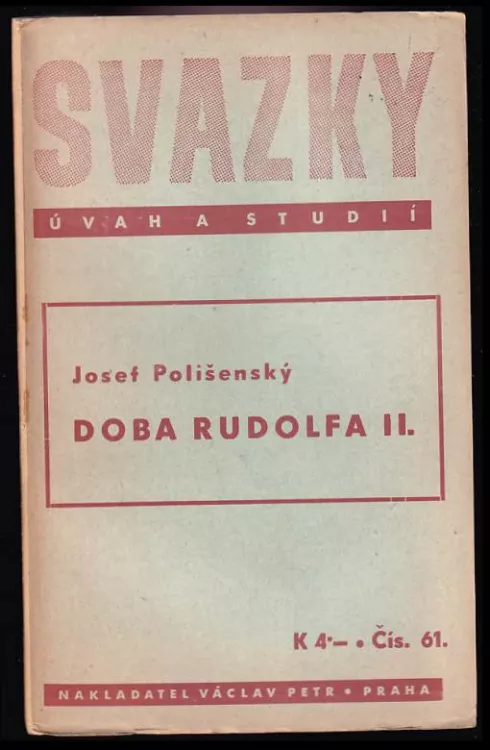 SVAZKY
ÚVAH A STUDIÍ
Josef Polišenský
DOBA RUDOLFA II.
K 4·— • Čís. 61.
NAKLADATEL VÁCLAV PETR • PRAHA